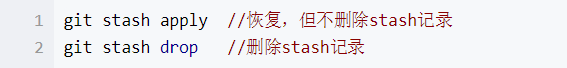 1 git stash apply  //恢复，但不删除stash记录
2 git stash drop   //删除stash记录